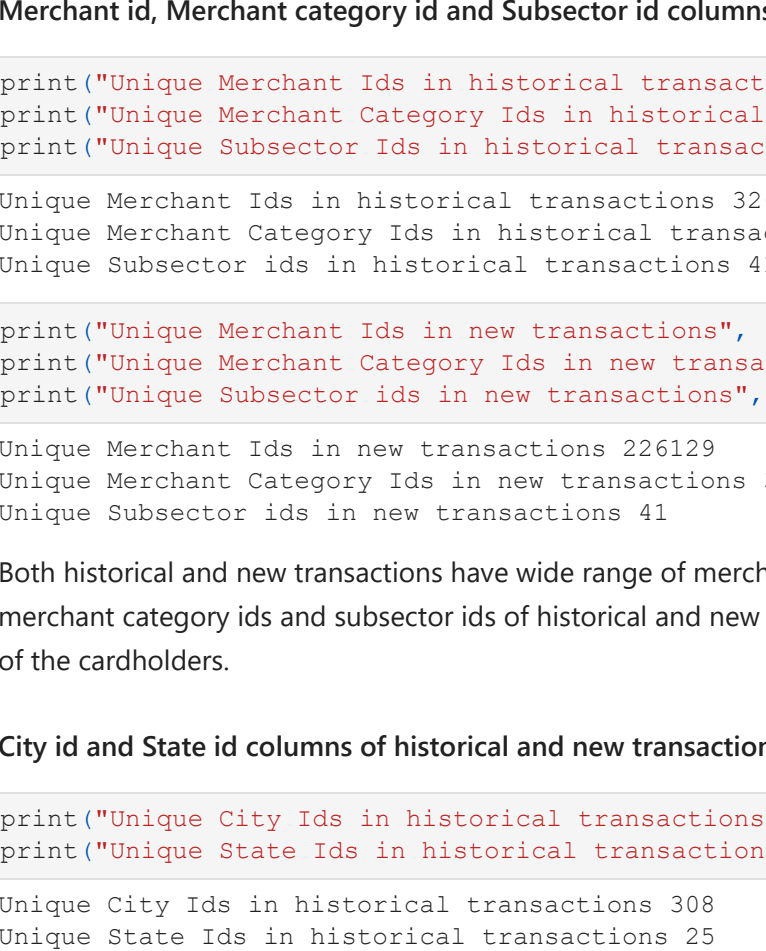 Merchant id, Merchant category id and Subsector id columns
print("Unique Merchant Ids in historical transact
print("Unique Merchant Category Ids in historical
print("Unique Subsector Ids in historical transac
Unique Merchant Ids in historical transactions 32
Unique Merchant Category Ids in historical transa
Unique Subsector ids in historical transactions 4
print("Unique Merchant Ids in new transactions",
print("Unique Merchant Category Ids in new transa
print("Unique Subsector ids in new transactions",
Unique Merchant Ids in new transactions 226129
Unique Merchant Category Ids in new transactions
Unique Subsector ids in new transactions 41
Both historical and new transactions have wide range of merch
merchant category ids and subsector ids of historical and new
of the cardholders.
City id and State id columns of historical and new transaction
print("Unique City Ids in historical transactions
print("Unique State Ids in historical transaction
Unique City Ids in historical transactions 308
Unique State Ids in historical transactions 25